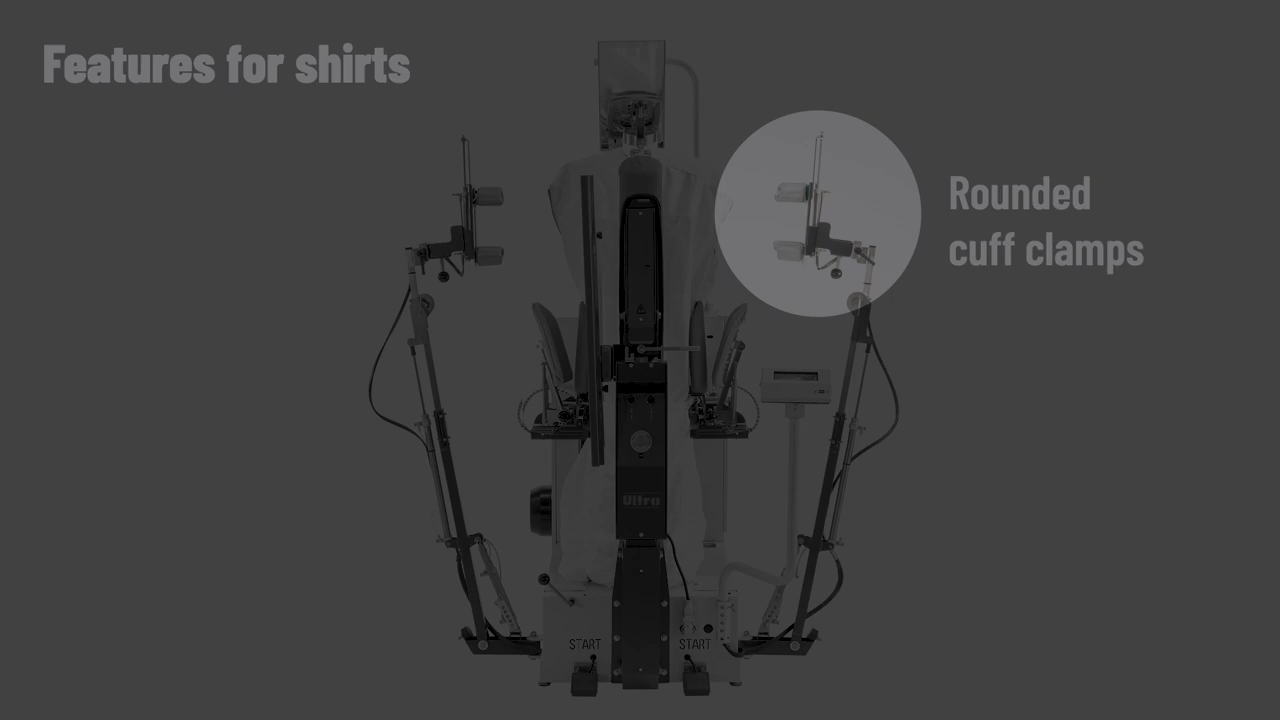 Features for shirts
Rounded
cuff clamps
Ultra
START
START